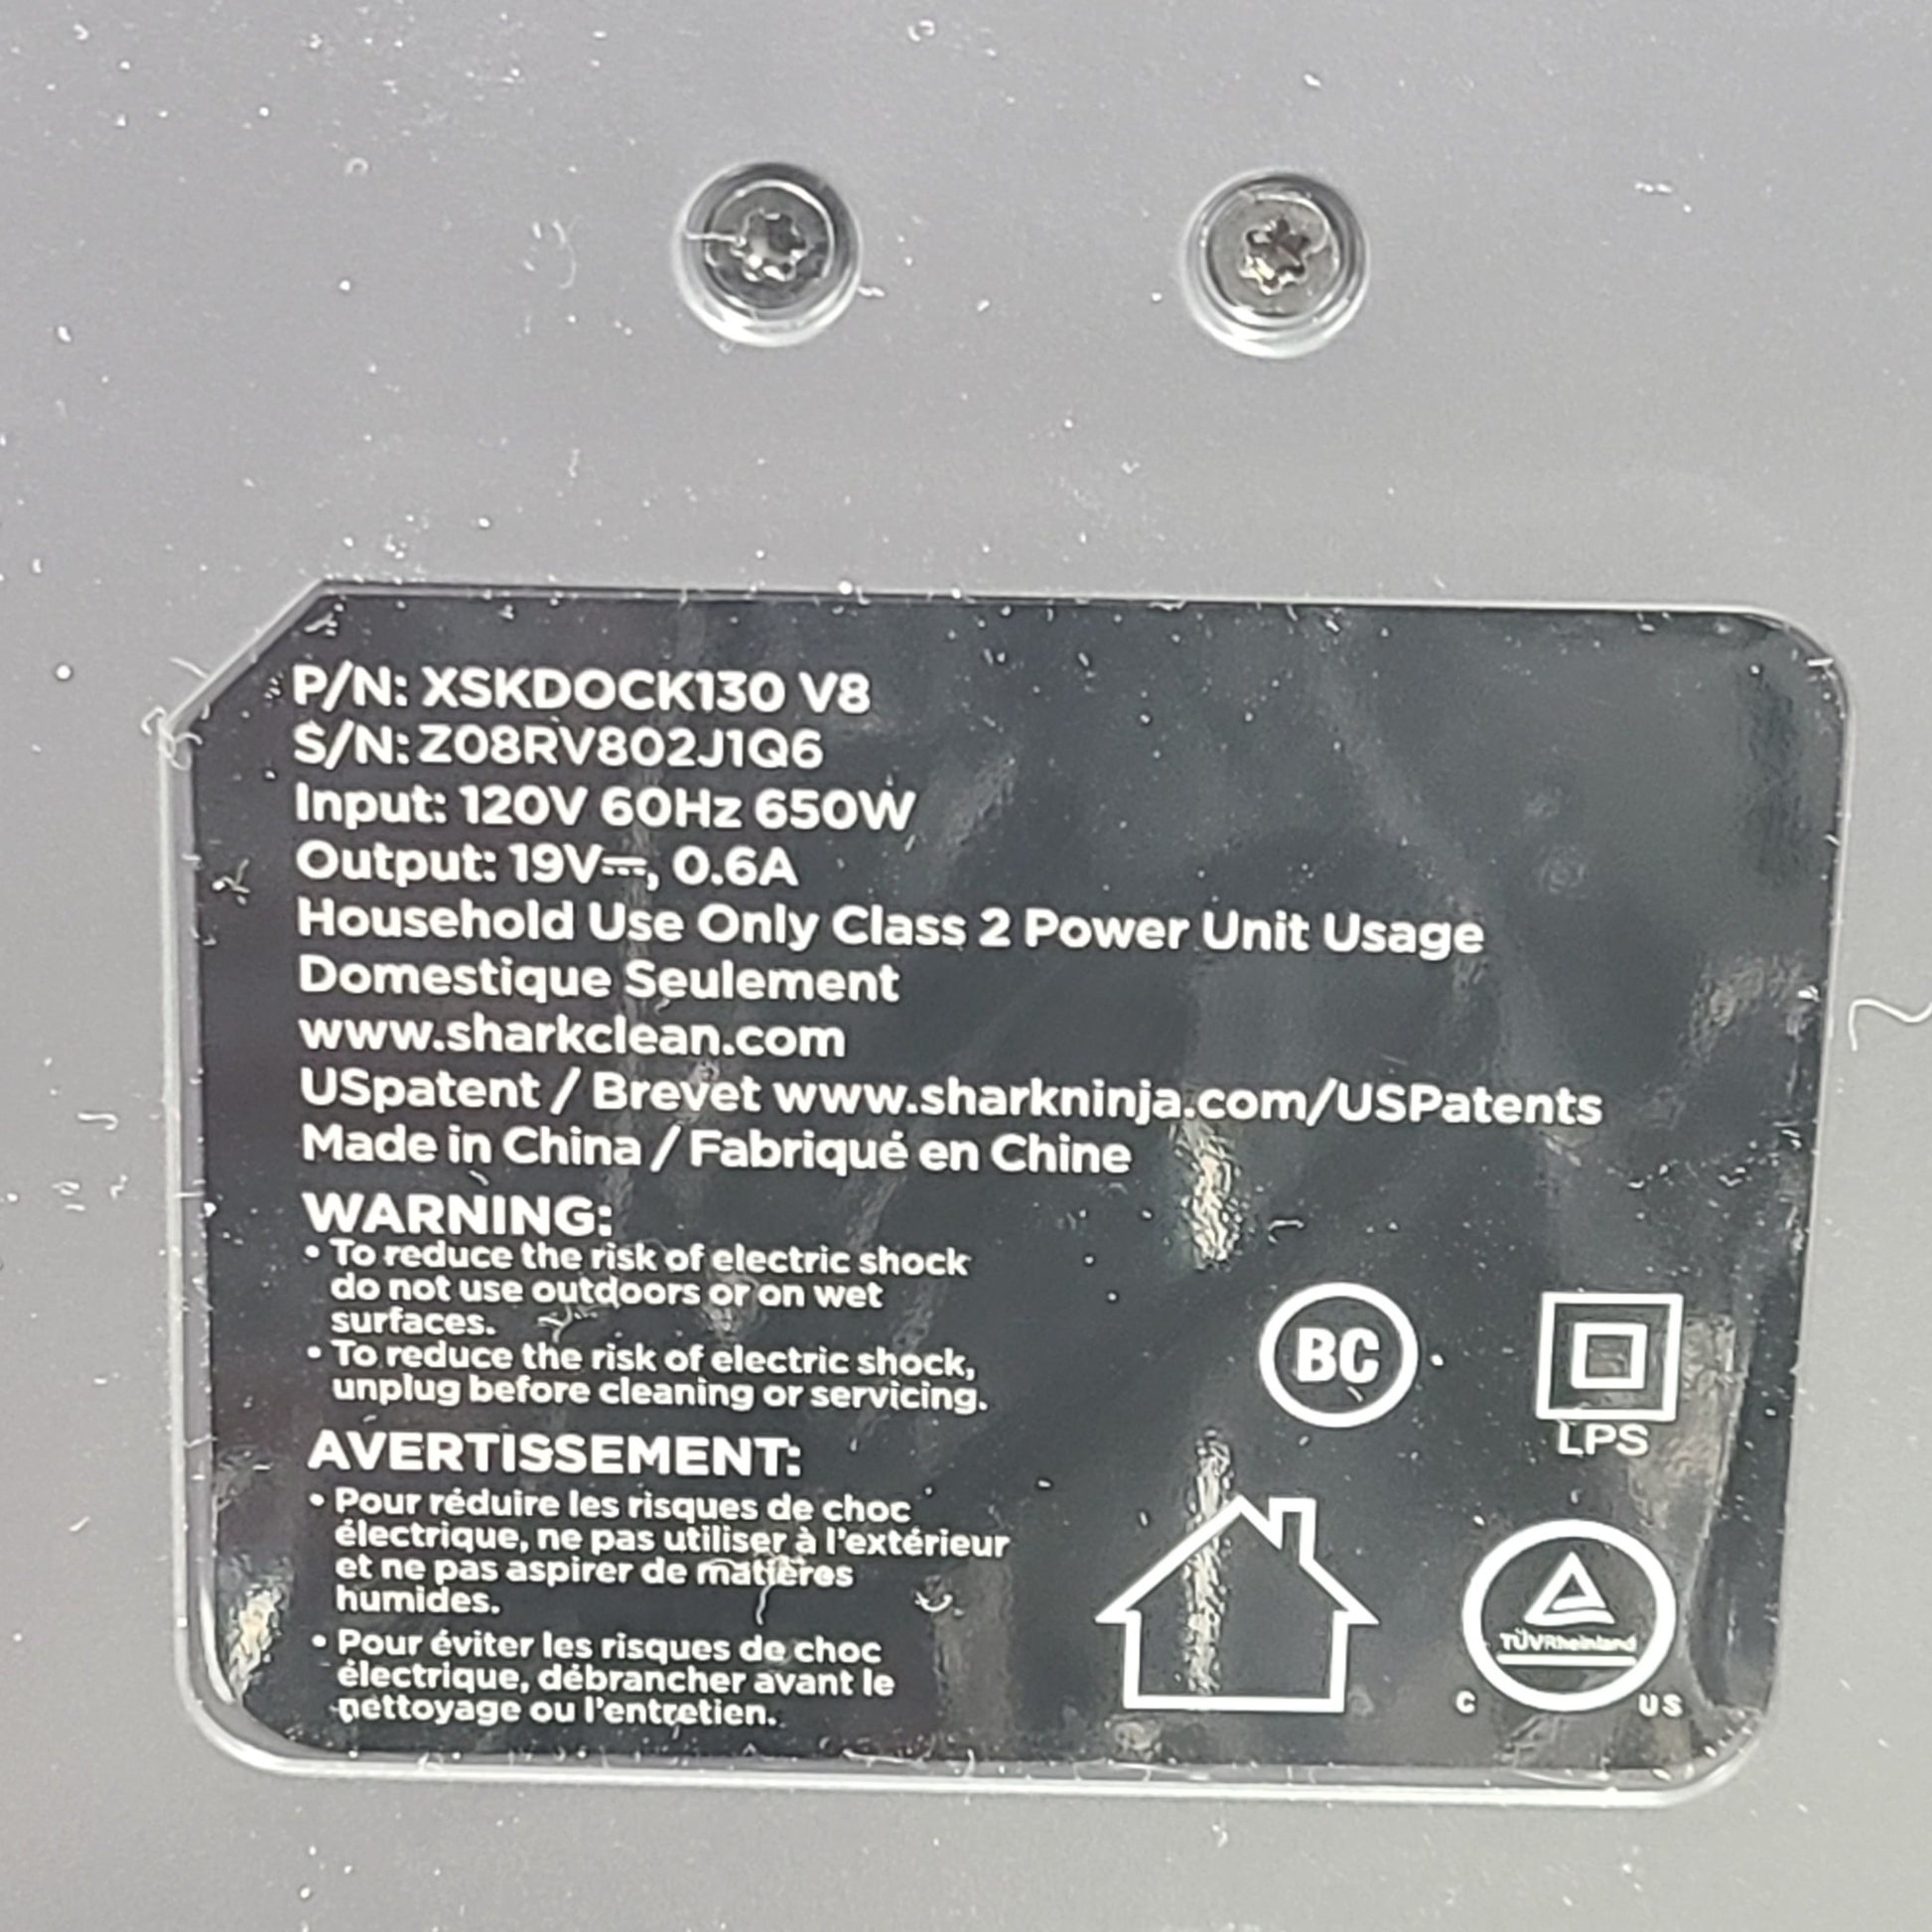 P/N: XSKDOCK130 V8
S/N: Z08RV802J1Q6
Input: 120V 60Hz 650W
Output: 19V⎓, 0.6A
Household Use Only Class 2 Power Unit Usage
Domestique Seulement
www.sharkclean.com
USpatent / Brevet www.sharkninja.com/USPatents
Made in China / Fabriqué en Chine
WARNING:
• To reduce the risk of electric shock
do not use outdoors or on wet
surfaces.
• To reduce the risk of electric shock,
unplug before cleaning or servicing.
AVERTISSEMENT:
• Pour réduire les risques de choc
électrique, ne pas utiliser à l'extérieur
et ne pas aspirer de matières
humides.
• Pour éviter les risques de choc
électrique, débrancher avant le
nettoyage ou l'entretien.
BC
LPS
TÜVRheinland
C US